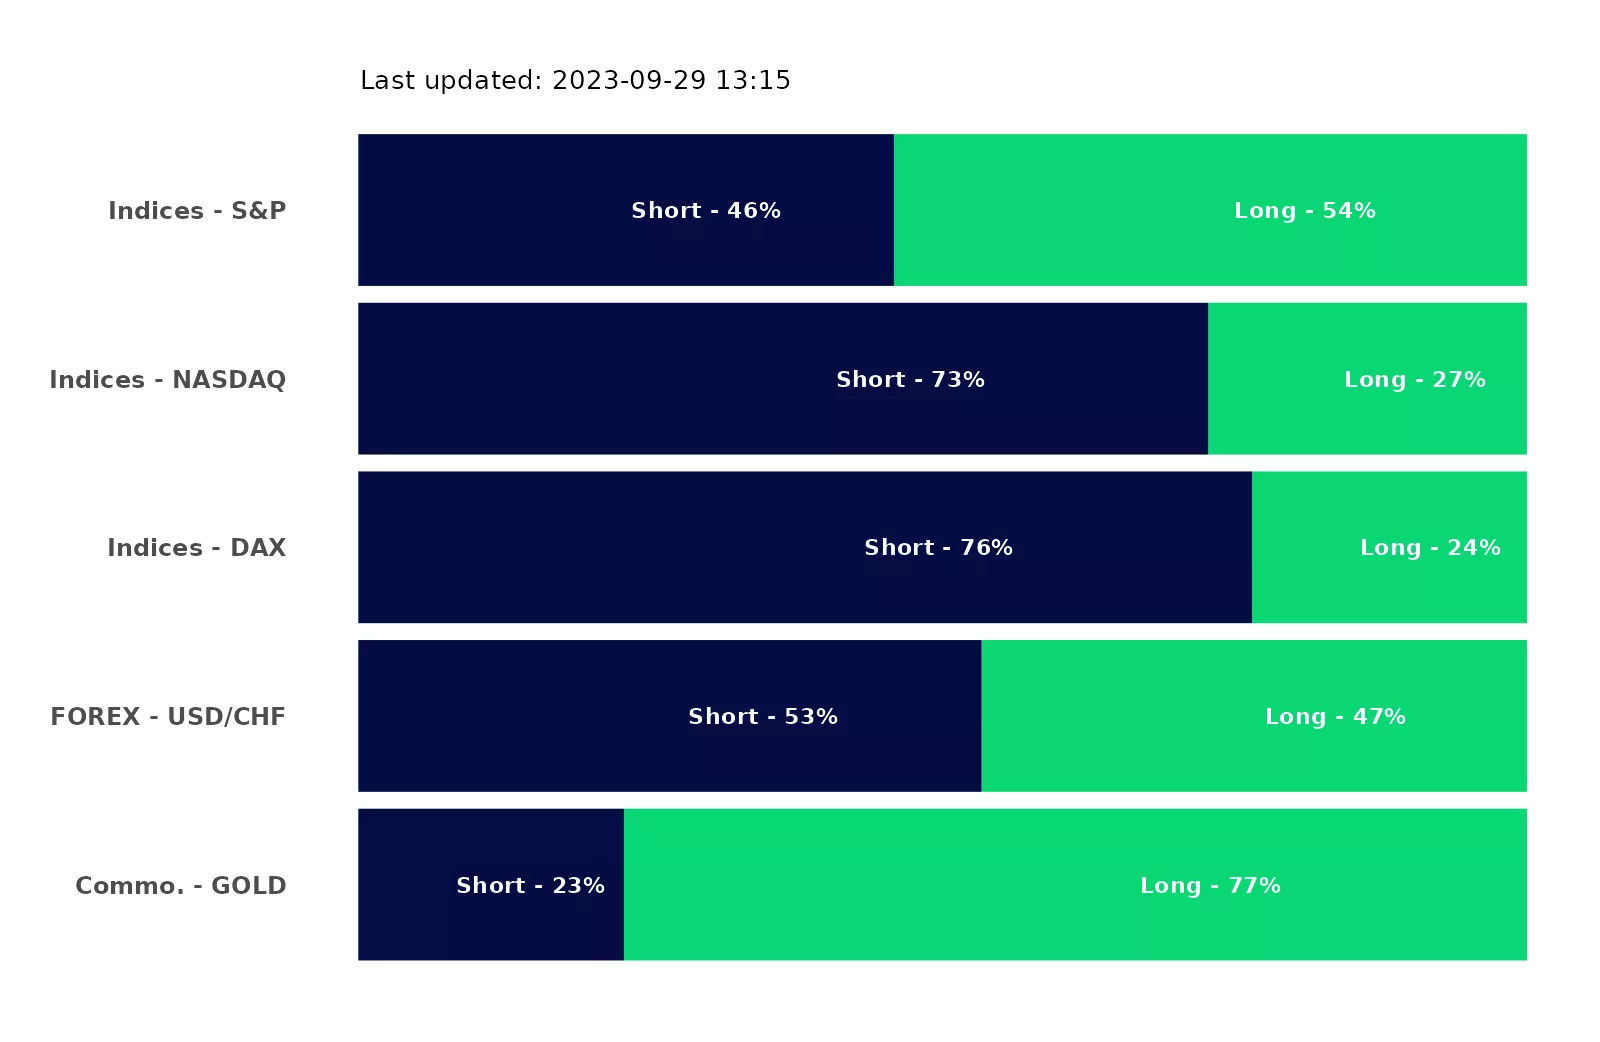 Last updated: 2023-09-29 13:15
Indices - S&P Short - 46% Long - 54%
Indices - NASDAQ Short - 73% Long - 27%
Indices - DAX Short - 76% Long - 24%
FOREX - USD/CHF Short - 53% Long - 47%
Commo. - GOLD Short - 23% Long - 77%